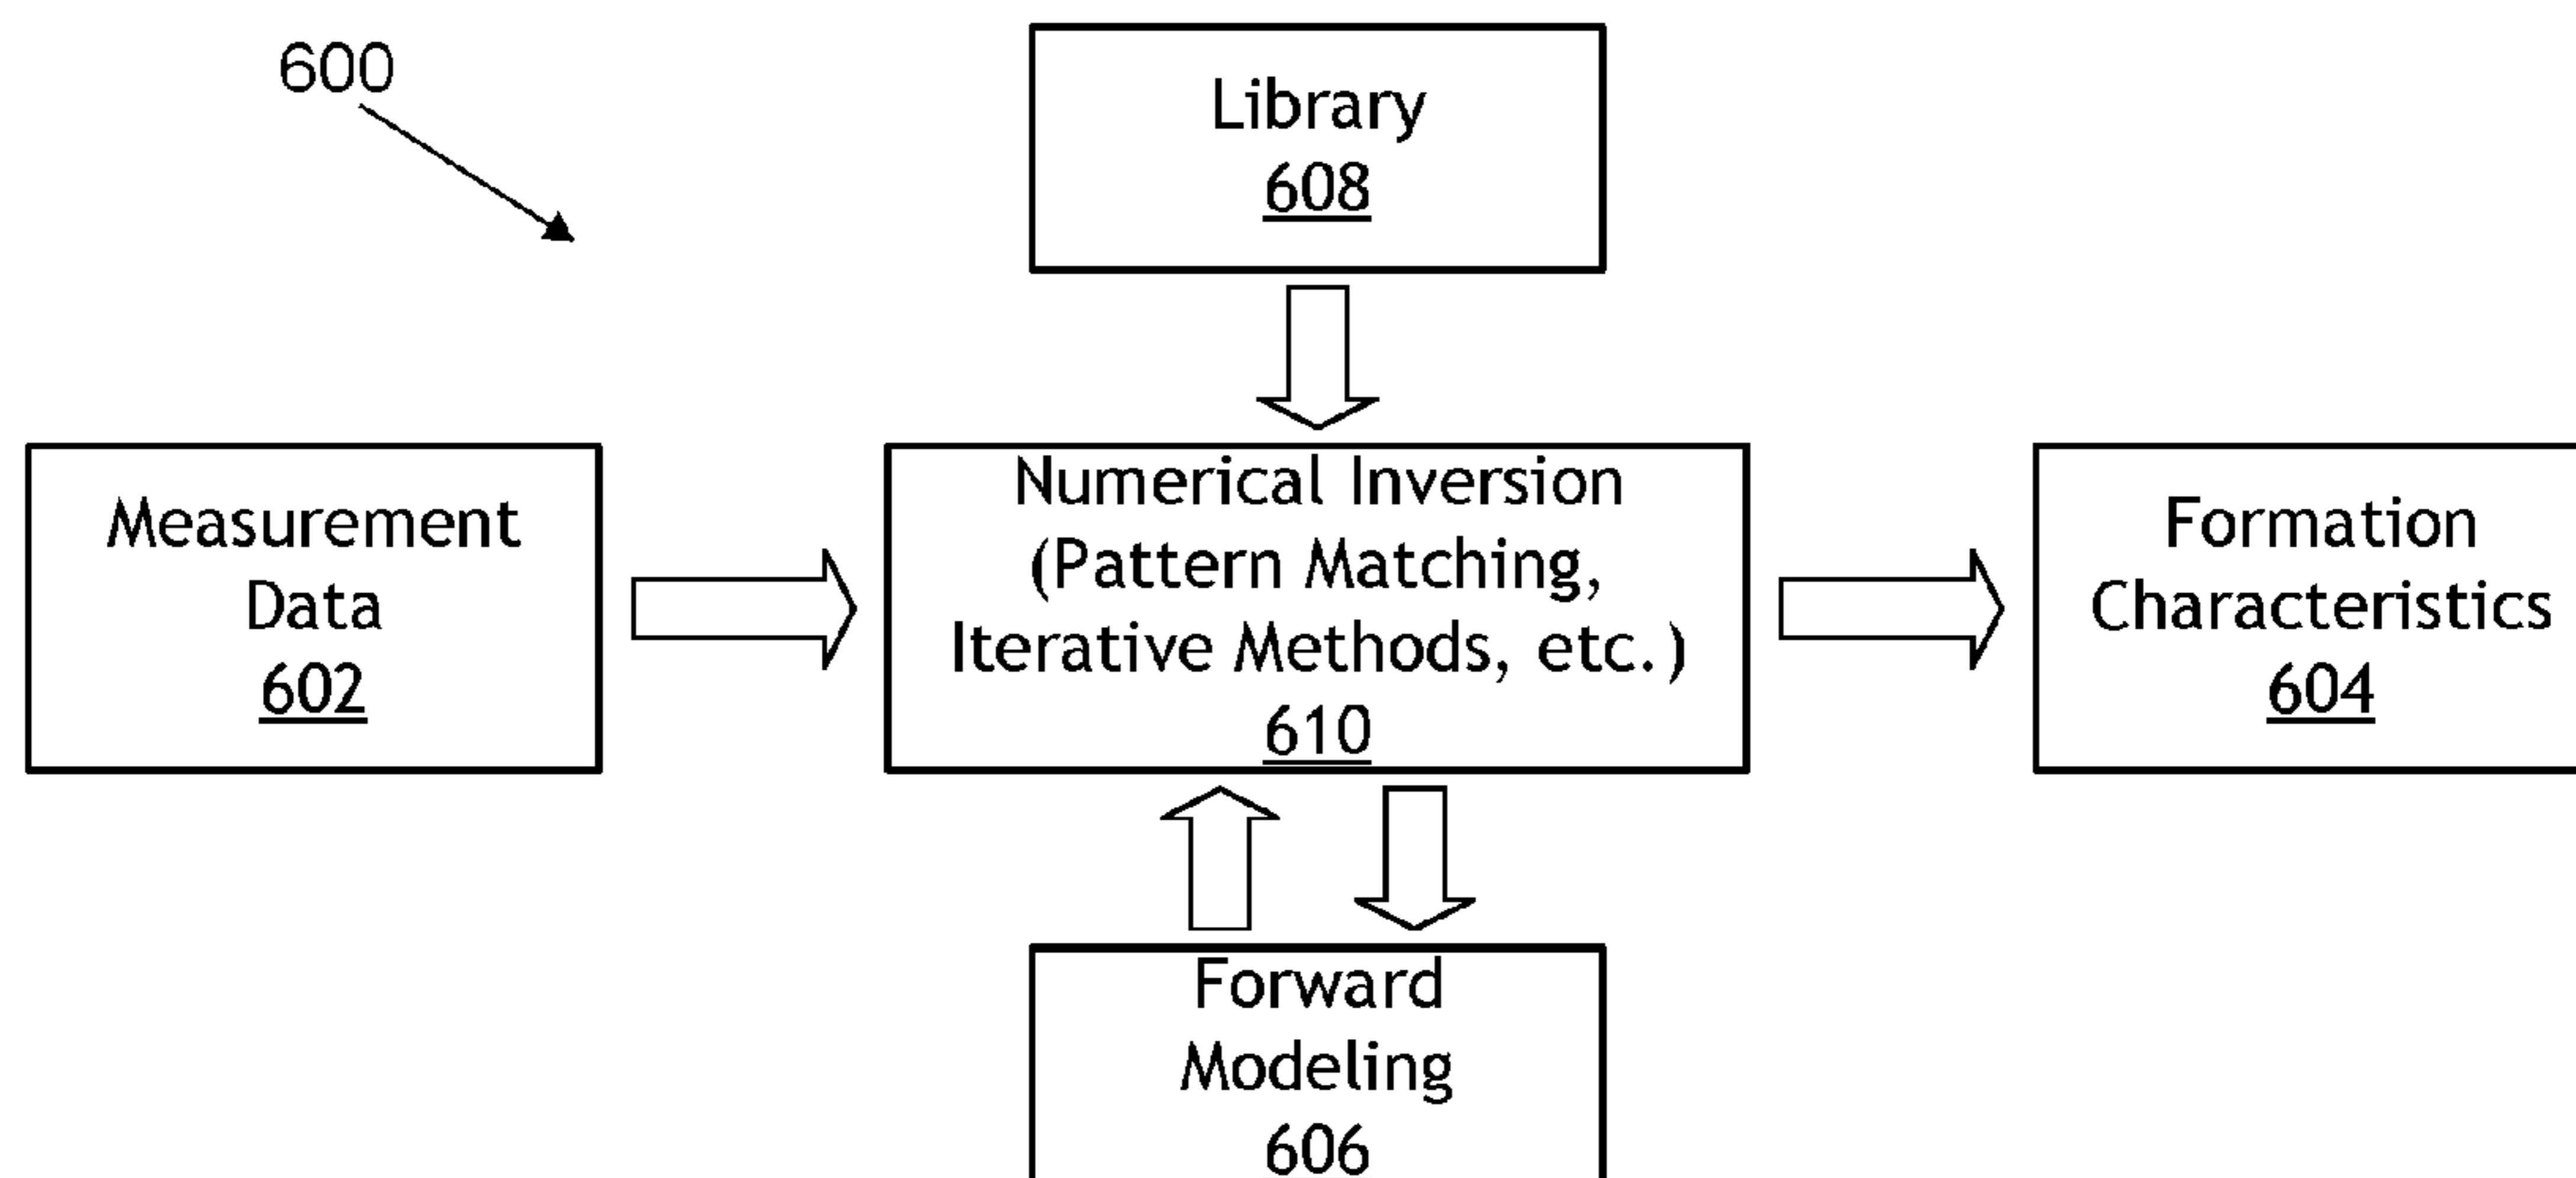 600
Library
608
Measurement
Data
602
Numerical Inversion
(Pattern Matching,
Iterative Methods, etc.)
610
Formation
Characteristics
604
Forward
Modeling
606